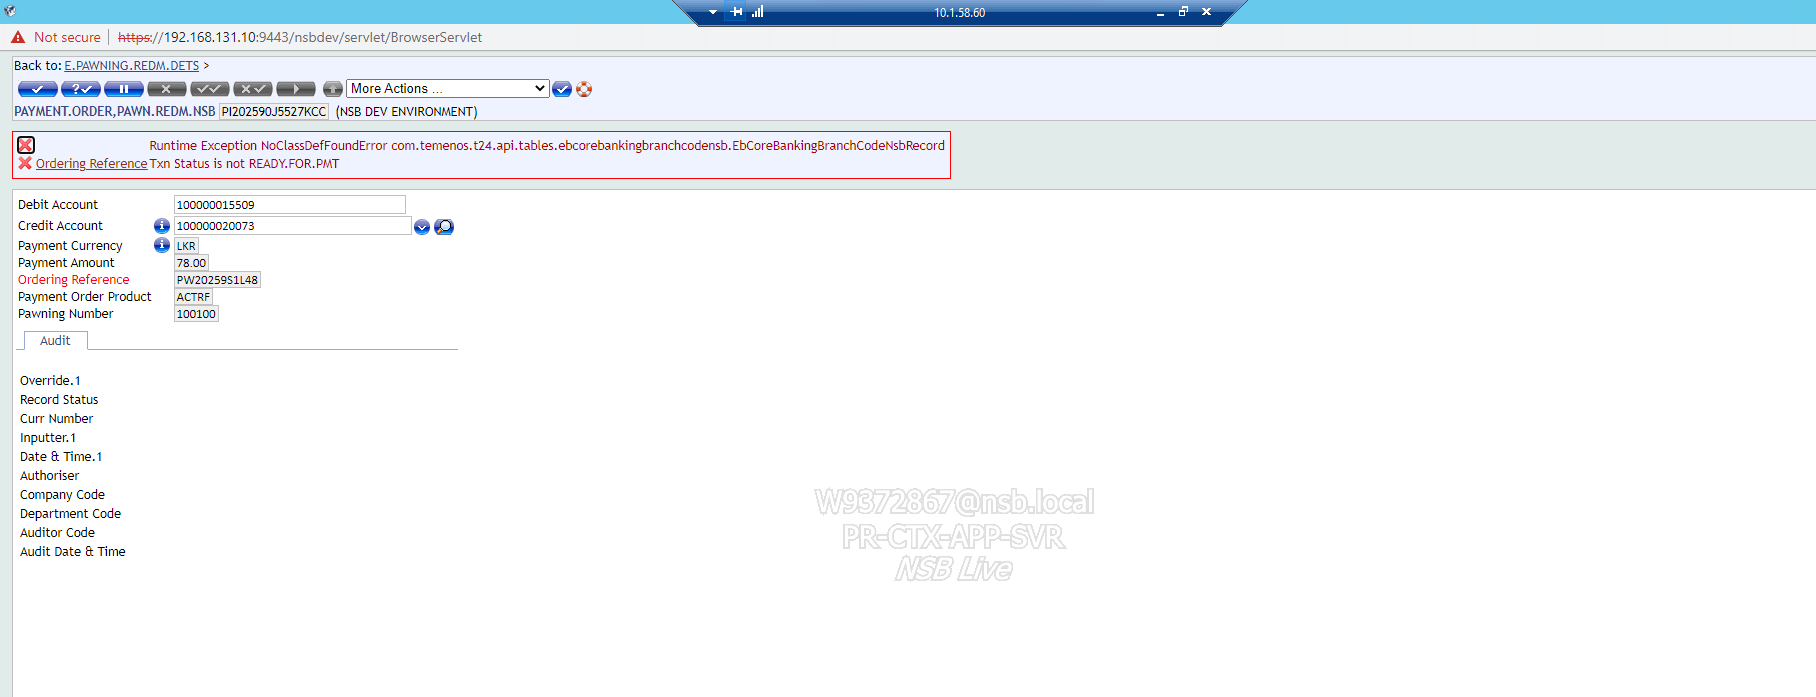 10.1.58.60
Not secure https://192.168.131.10:9443/nsbdev/servlet/BrowserServlet
Back to: E.PAWNING.REDM.DETS >
More Actions ...
PAYMENT.ORDER,PAWN.REDM.NSB PI202590J5527KCC (NSB DEV ENVIRONMENT)
Runtime Exception NoClassDefFoundError com.temenos.t24.api.tables.ebcorebankingbranchcodensb.EbCoreBankingBranchCodeNsbRecord
Ordering Reference Txn Status is not READY.FOR.PMT
Debit Account 100000015509
Credit Account 100000020073
Payment Currency LKR
Payment Amount 78.00
Ordering Reference PW20259S1L48
Payment Order Product ACTRF
Pawning Number 100100
Audit
Override.1
Record Status
Curr Number
Inputter.1
Date & Time.1
Authoriser
Company Code
Department Code
Auditor Code
Audit Date & Time
W9372867@nsb.local
PR-CTX-APP-SVR
NSB Live